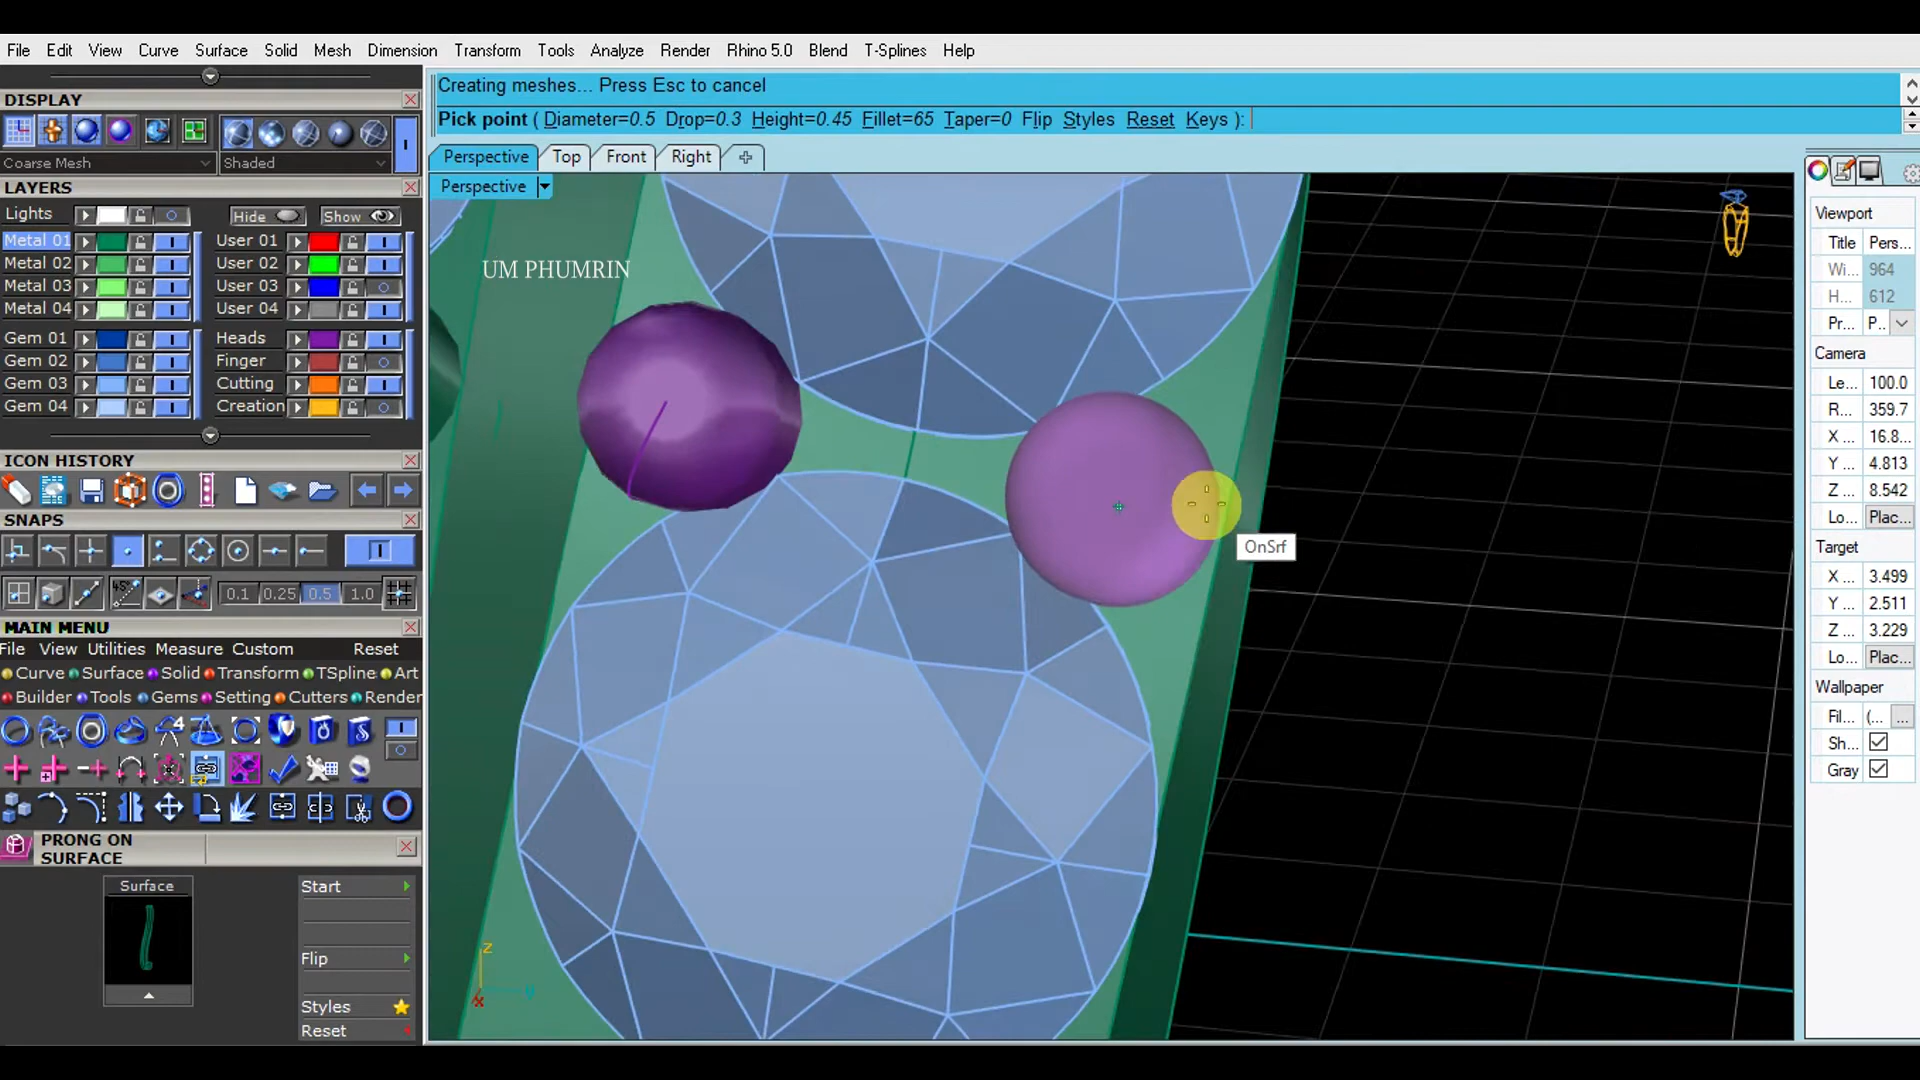 File Edit View Curve Surface Solid Mesh Dimension Transform Tools Analyze Render Rhino 5.0 Blend T-Splines Help
DISPLAY
Coarse Mesh
Shaded
LAYERS
Lights Hide Show
Metal 01 User 01
Metal 02 User 02
Metal 03 User 03
Metal 04 User 04
Gem 01 Heads
Gem 02 Finger
Gem 03 Cutting
Gem 04 Creation
ICON HISTORY
SNAPS
45°
0.1 0.25 0.5 1.0
MAIN MENU
File View Utilities Measure Custom Reset
Curve Surface Solid Transform TSpline Art
Builder Tools Gems Setting Cutters Render
PRONG ON
SURFACE
Surface
Start
Flip
Styles
Reset
Creating meshes... Press Esc to cancel
Pick point ( Diameter=0.5 Drop=0.3 Height=0.45 Fillet=65 Taper=0 Flip Styles Reset Keys ):
Perspective Top Front Right
Perspective
UM PHUMRIN
OnSrf
z
y
x
Viewport
Title Pers...
Wi... 964
H... 612
Pr... P..
Camera
Le... 100.0
R... 359.7
X ... 16.8...
Y ... 4.813
Z ... 8.542
Lo... Plac...
Target
X ... 3.499
Y ... 2.511
Z ... 3.229
Lo... Plac...
Wallpaper
Fil... (... ...
Sh...
Gray